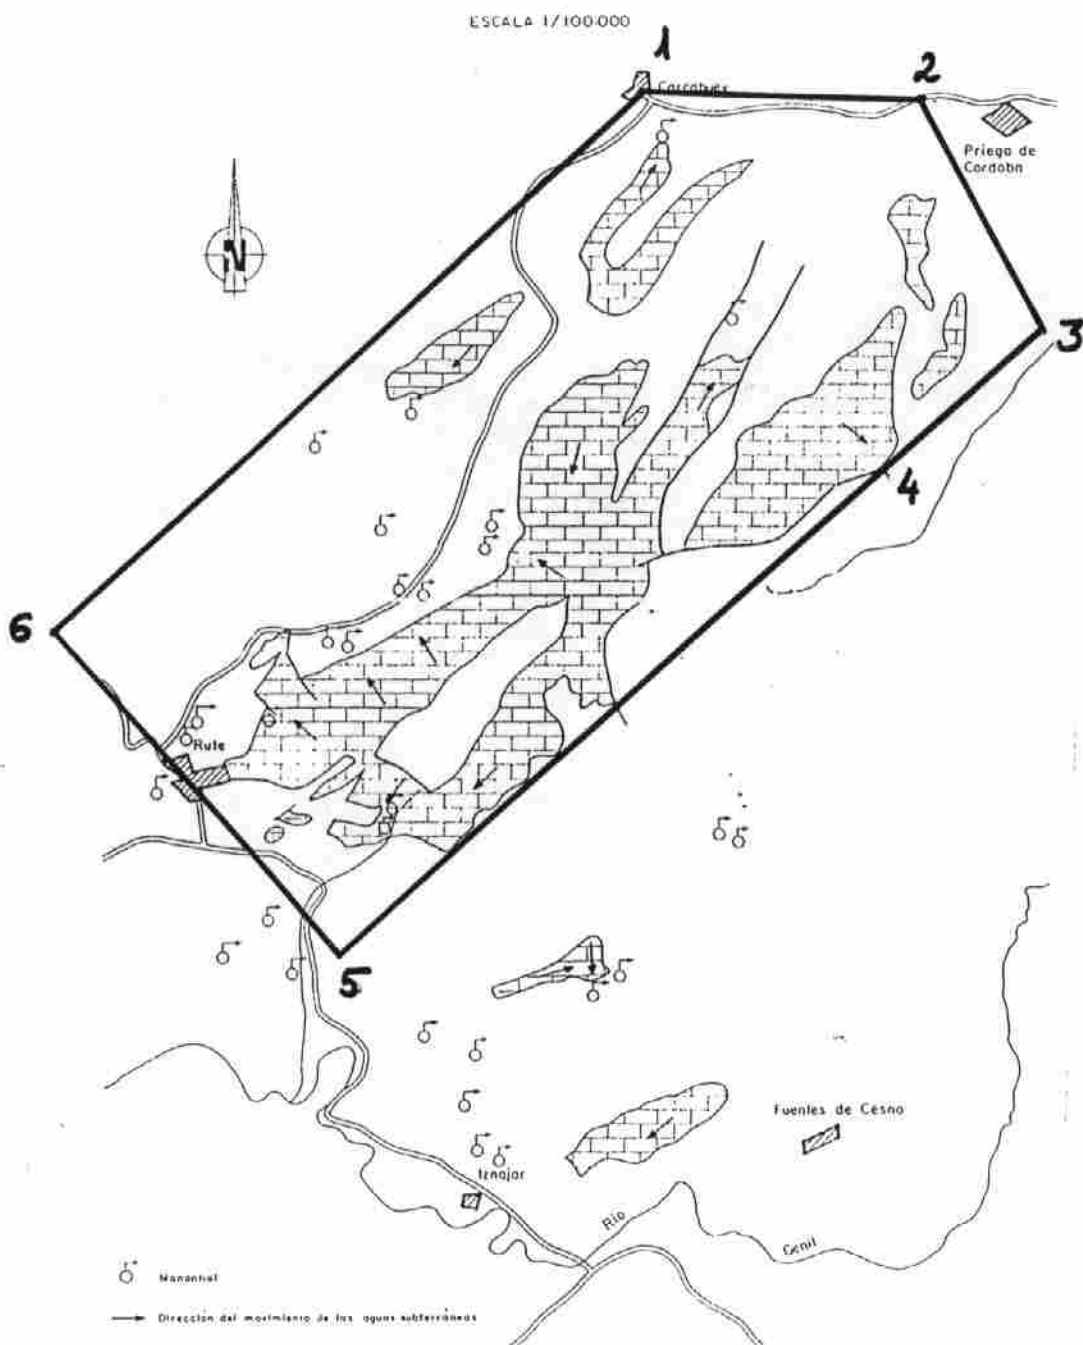 ESCALA 1/100.000
1
2
Carcabuey
Priego de
Cordoba
N
3
4
6
Rute
5
Fuentes de Cesna
Iznajar
Rio
Genil
Manantial
Dirección del movimiento de las aguas subterráneas